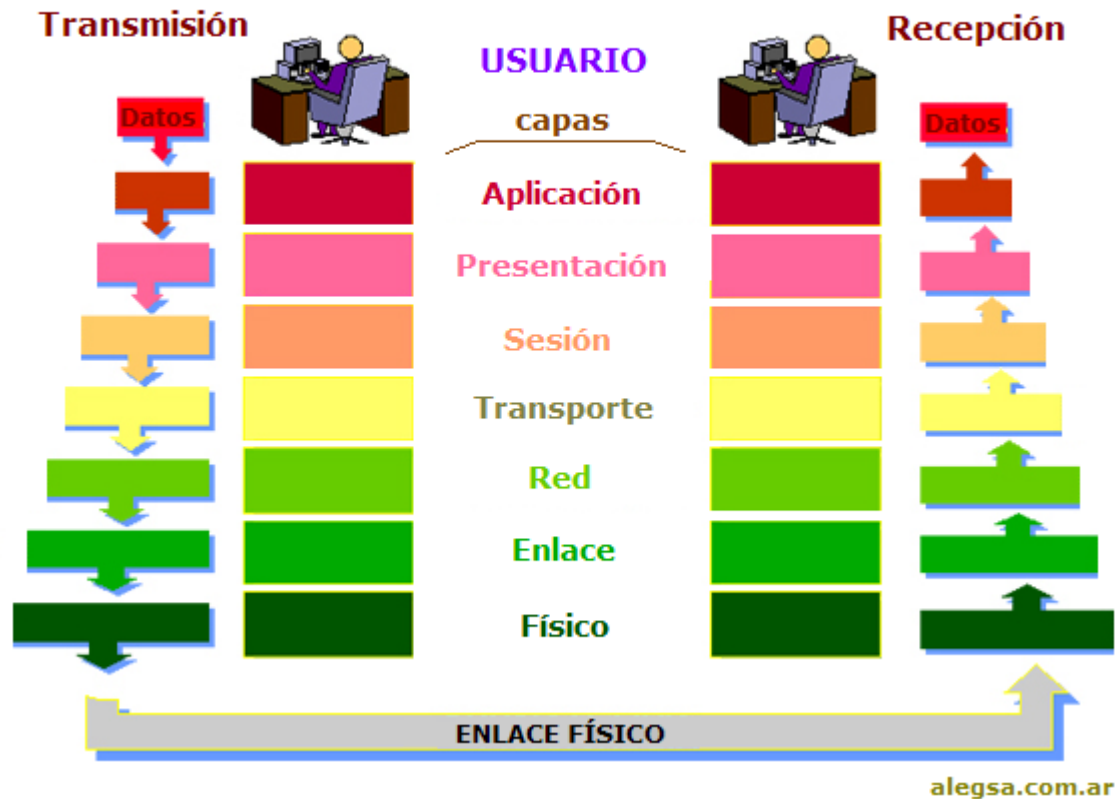 Transmisión
Recepción
USUARIO
capas
Datos
Datos
Aplicación
Presentación
Sesión
Transporte
Red
Enlace
Físico
ENLACE FÍSICO
alegsa.com.ar